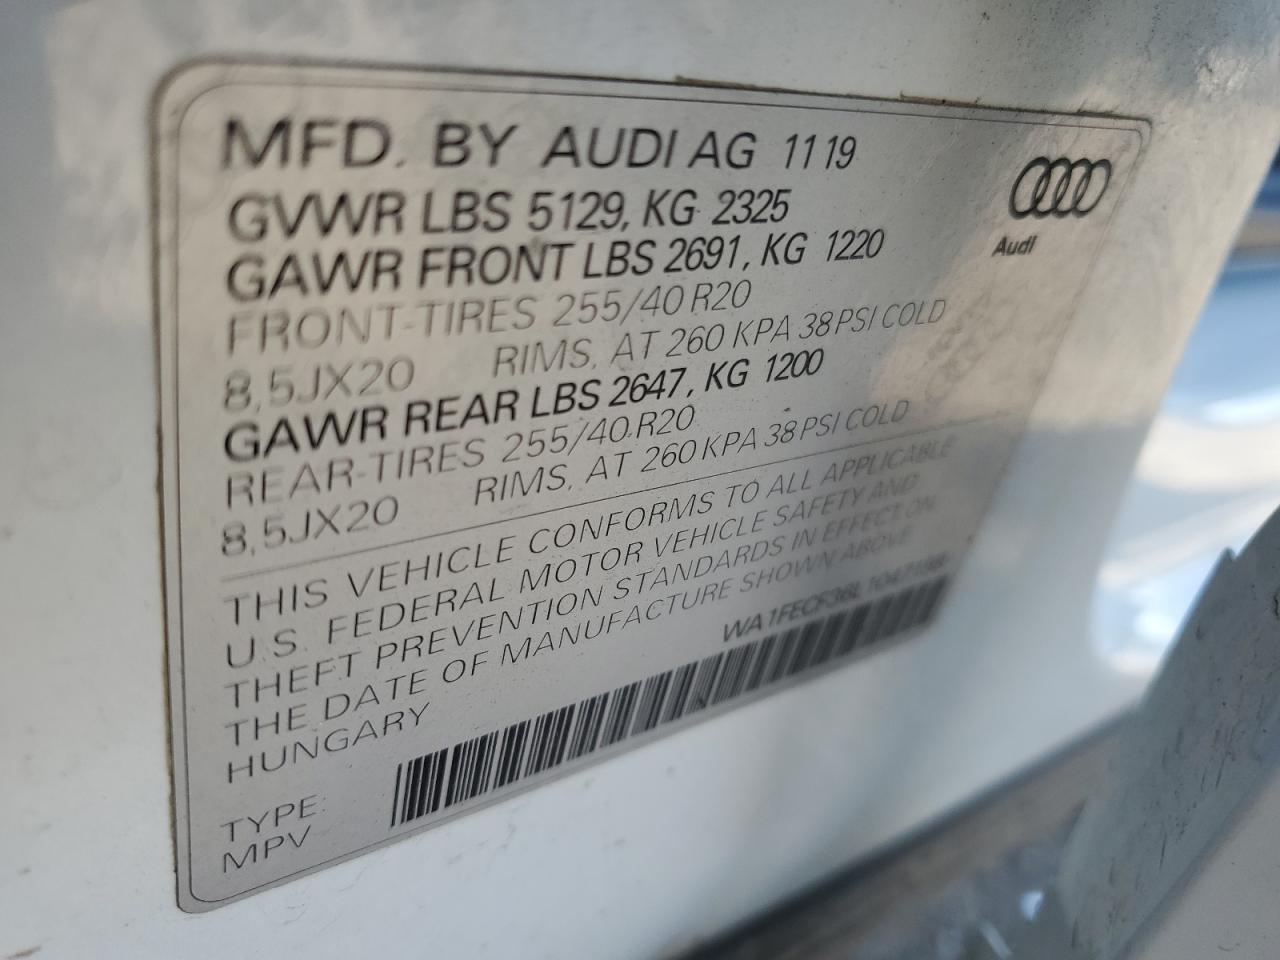 MFD. BY AUDI AG 11 19
GVWR LBS 5129, KG 2325
GAWR FRONT LBS 2691, KG 1220
FRONT-TIRES 255/40 R20
8,5JX20 RIMS, AT 260 KPA 38 PSI COLD
GAWR REAR LBS 2647, KG 1200
REAR-TIRES 255/40 R20
8,5JX20 RIMS, AT 260 KPA 38 PSI COLD
THIS VEHICLE CONFORMS TO ALL APPLICABLE
U.S. FEDERAL MOTOR VEHICLE SAFETY AND
THEFT PREVENTION STANDARDS IN EFFECT ON
THE DATE OF MANUFACTURE SHOWN ABOVE
HUNGARY
TYPE:
MPV
Audi